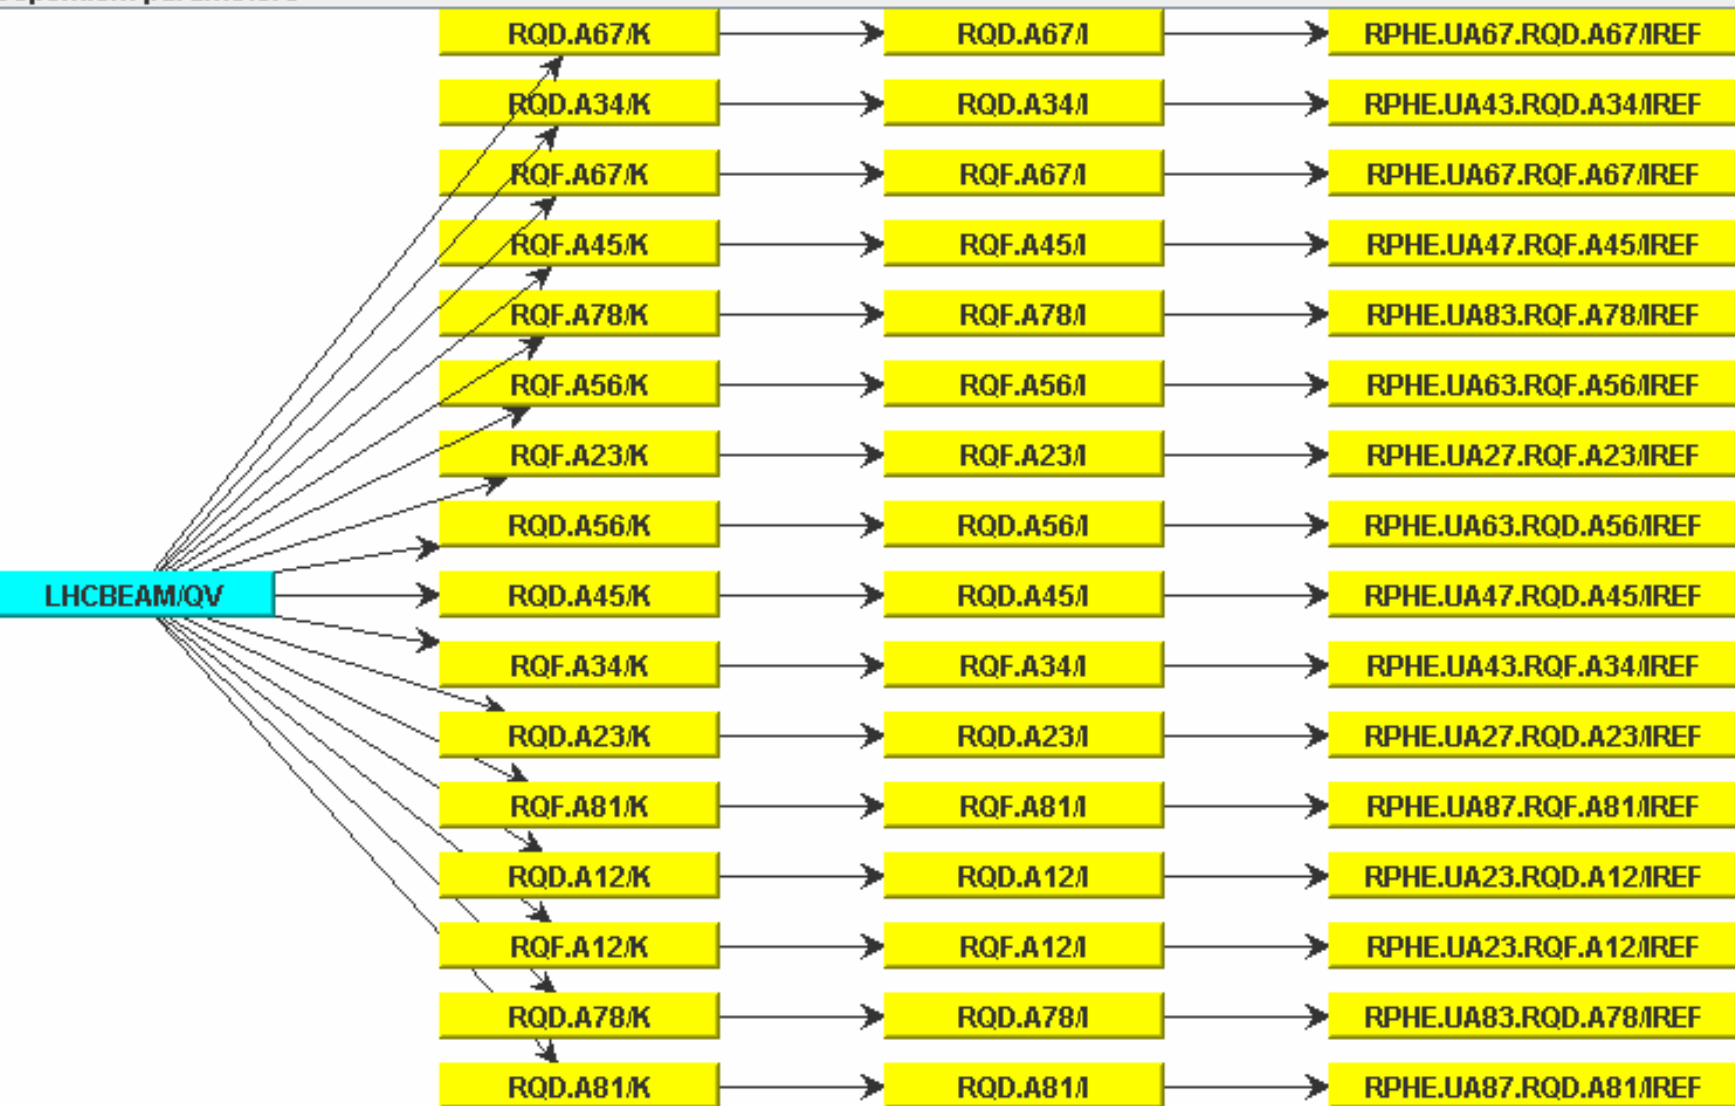 RQD.A67/K RQD.A67/I RPHE.UA67.RQD.A67/IREF
RQD.A34/K RQD.A34/I RPHE.UA43.RQD.A34/IREF
RQF.A67/K RQF.A67/I RPHE.UA67.RQF.A67/IREF
RQF.A45/K RQF.A45/I RPHE.UA47.RQF.A45/IREF
RQF.A78/K RQF.A78/I RPHE.UA83.RQF.A78/IREF
RQF.A56/K RQF.A56/I RPHE.UA63.RQF.A56/IREF
RQF.A23/K RQF.A23/I RPHE.UA27.RQF.A23/IREF
RQD.A56/K RQD.A56/I RPHE.UA63.RQD.A56/IREF
LHCBEAM/QV RQD.A45/K RQD.A45/I RPHE.UA47.RQD.A45/IREF
RQF.A34/K RQF.A34/I RPHE.UA43.RQF.A34/IREF
RQD.A23/K RQD.A23/I RPHE.UA27.RQD.A23/IREF
RQF.A81/K RQF.A81/I RPHE.UA87.RQF.A81/IREF
RQD.A12/K RQD.A12/I RPHE.UA23.RQD.A12/IREF
RQF.A12/K RQF.A12/I RPHE.UA23.RQF.A12/IREF
RQD.A78/K RQD.A78/I RPHE.UA83.RQD.A78/IREF
RQD.A81/K RQD.A81/I RPHE.UA87.RQD.A81/IREF